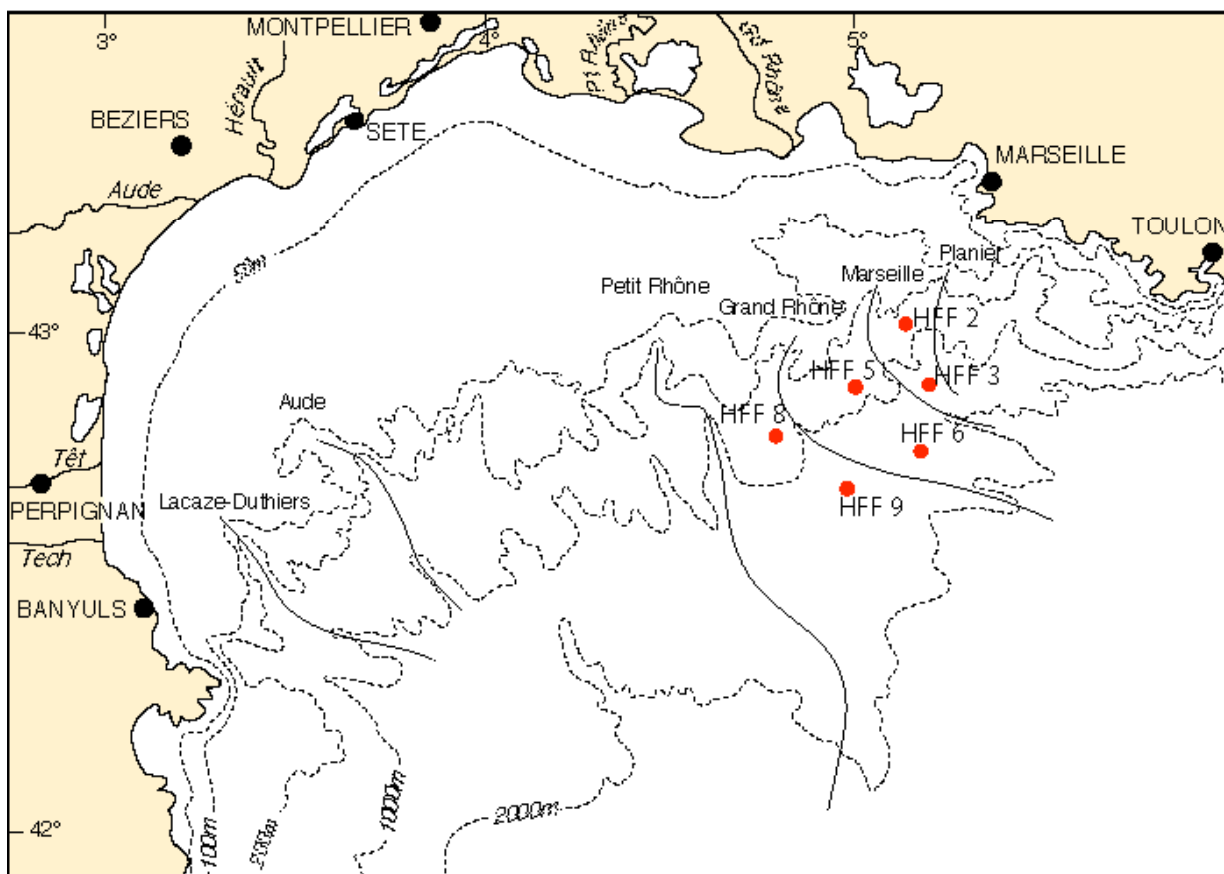 MONTPELLIER
3°
4°
5°
Pt Rhône
Gd Rhône
Hérault
BEZIERS
SETE
MARSEILLE
Aude
TOULON
50m
Planier
Marseille
Petit Rhône
Grand Rhône
43°
HFF 2
HFF 5
HFF 3
Aude
HFF 8
HFF 6
Têt
Lacaze-Duthiers
PERPIGNAN
HFF 9
Tech
BANYULS
42°
100m
200m
1000m
2000m